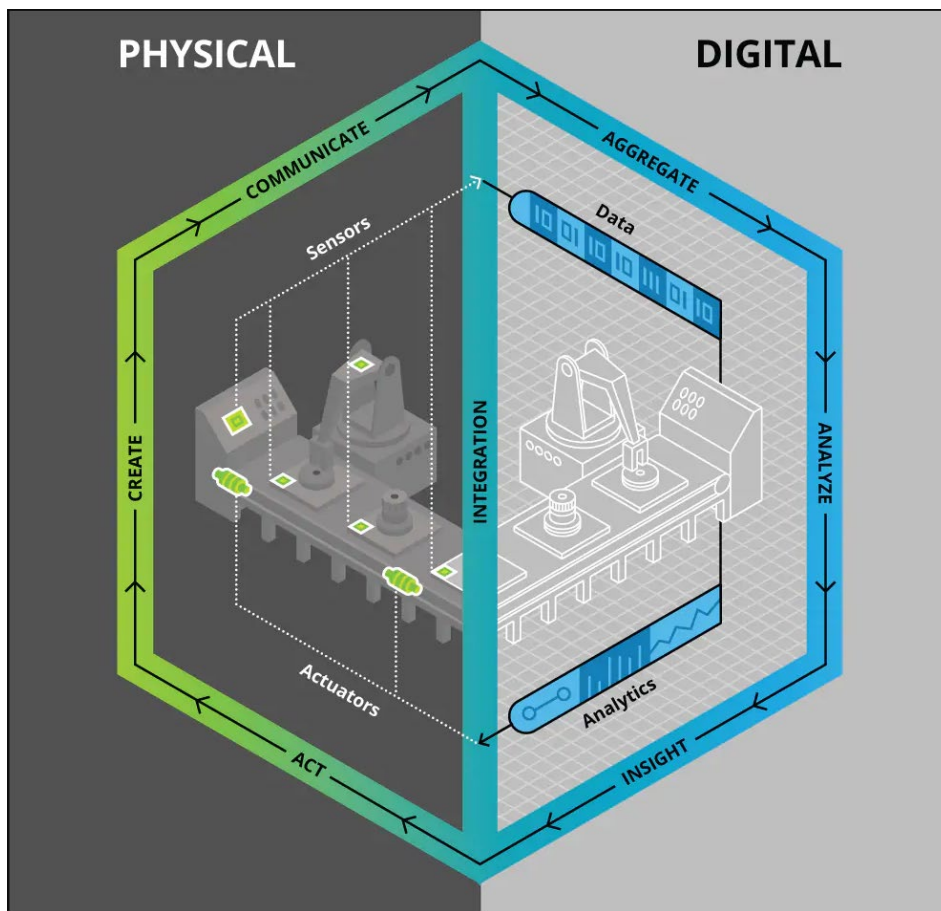 PHYSICAL
DIGITAL
COMMUNICATE
AGGREGATE
Sensors
Data
10 01 10 10 111 01 10
CREATE
INTEGRATION
ANALYZE
Actuators
Analytics
ACT
INSIGHT